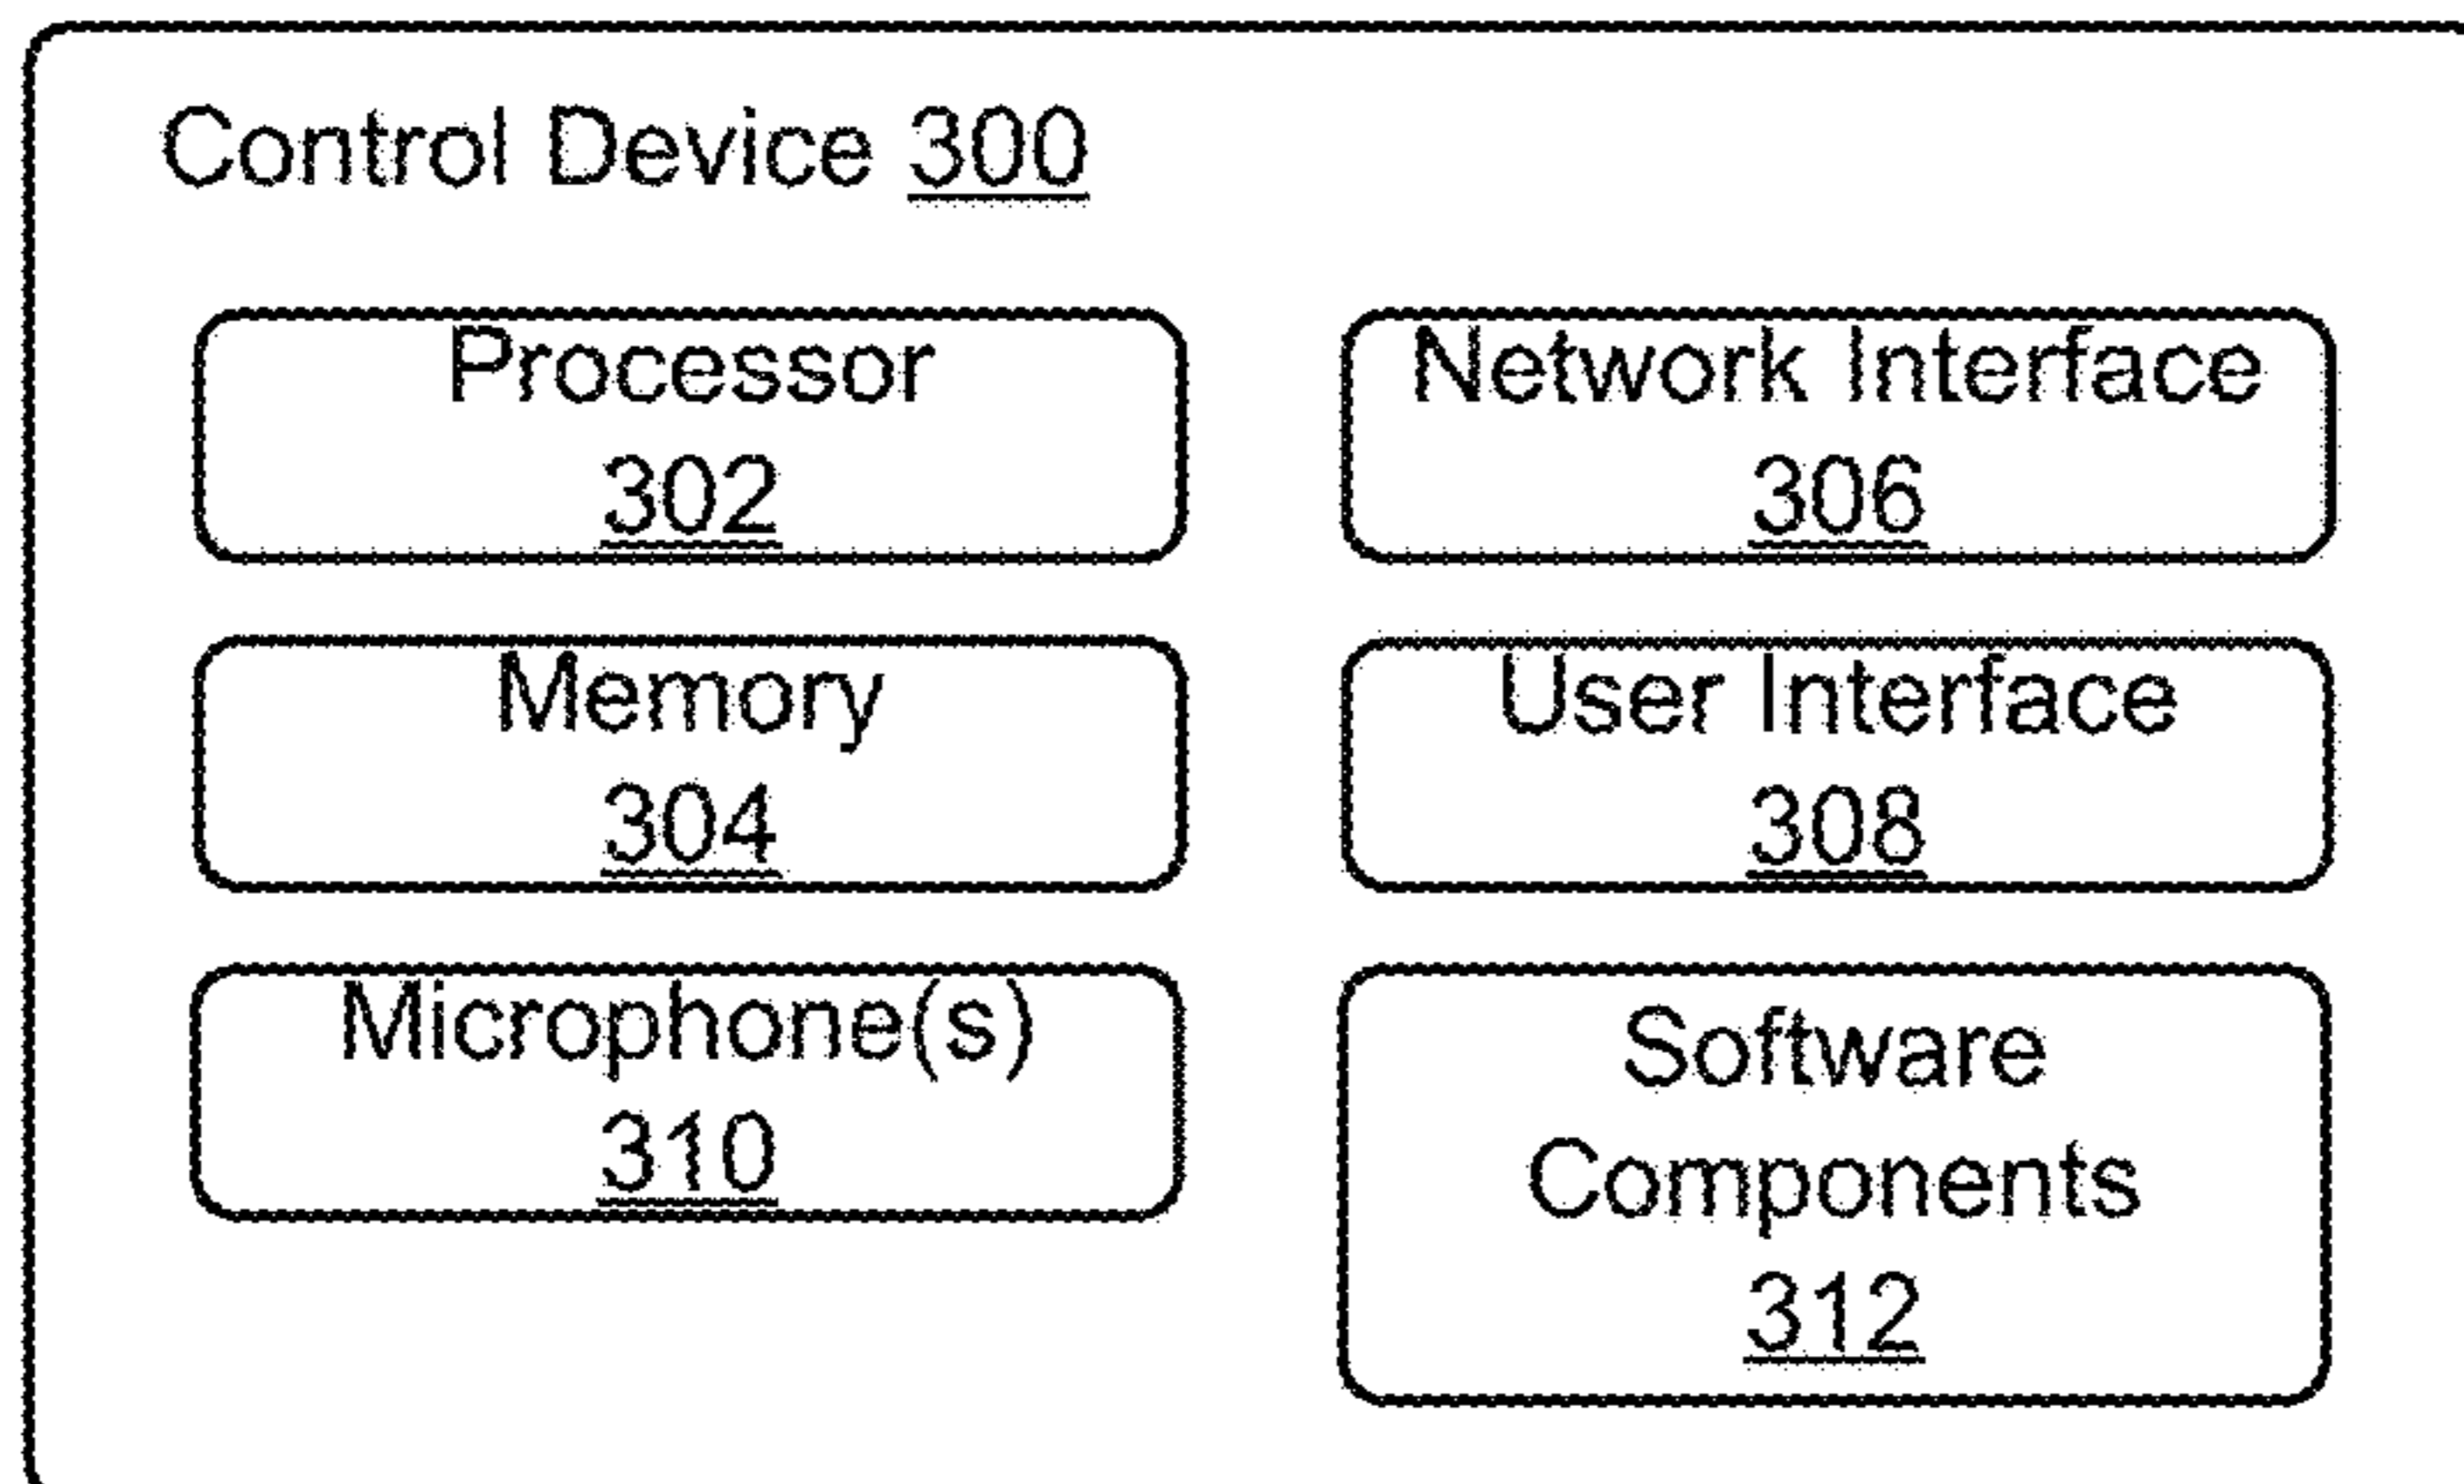 Control Device 300
Processor
302
Network Interface
306
Memory
304
User Interface
308
Microphone(s)
310
Software
Components
312